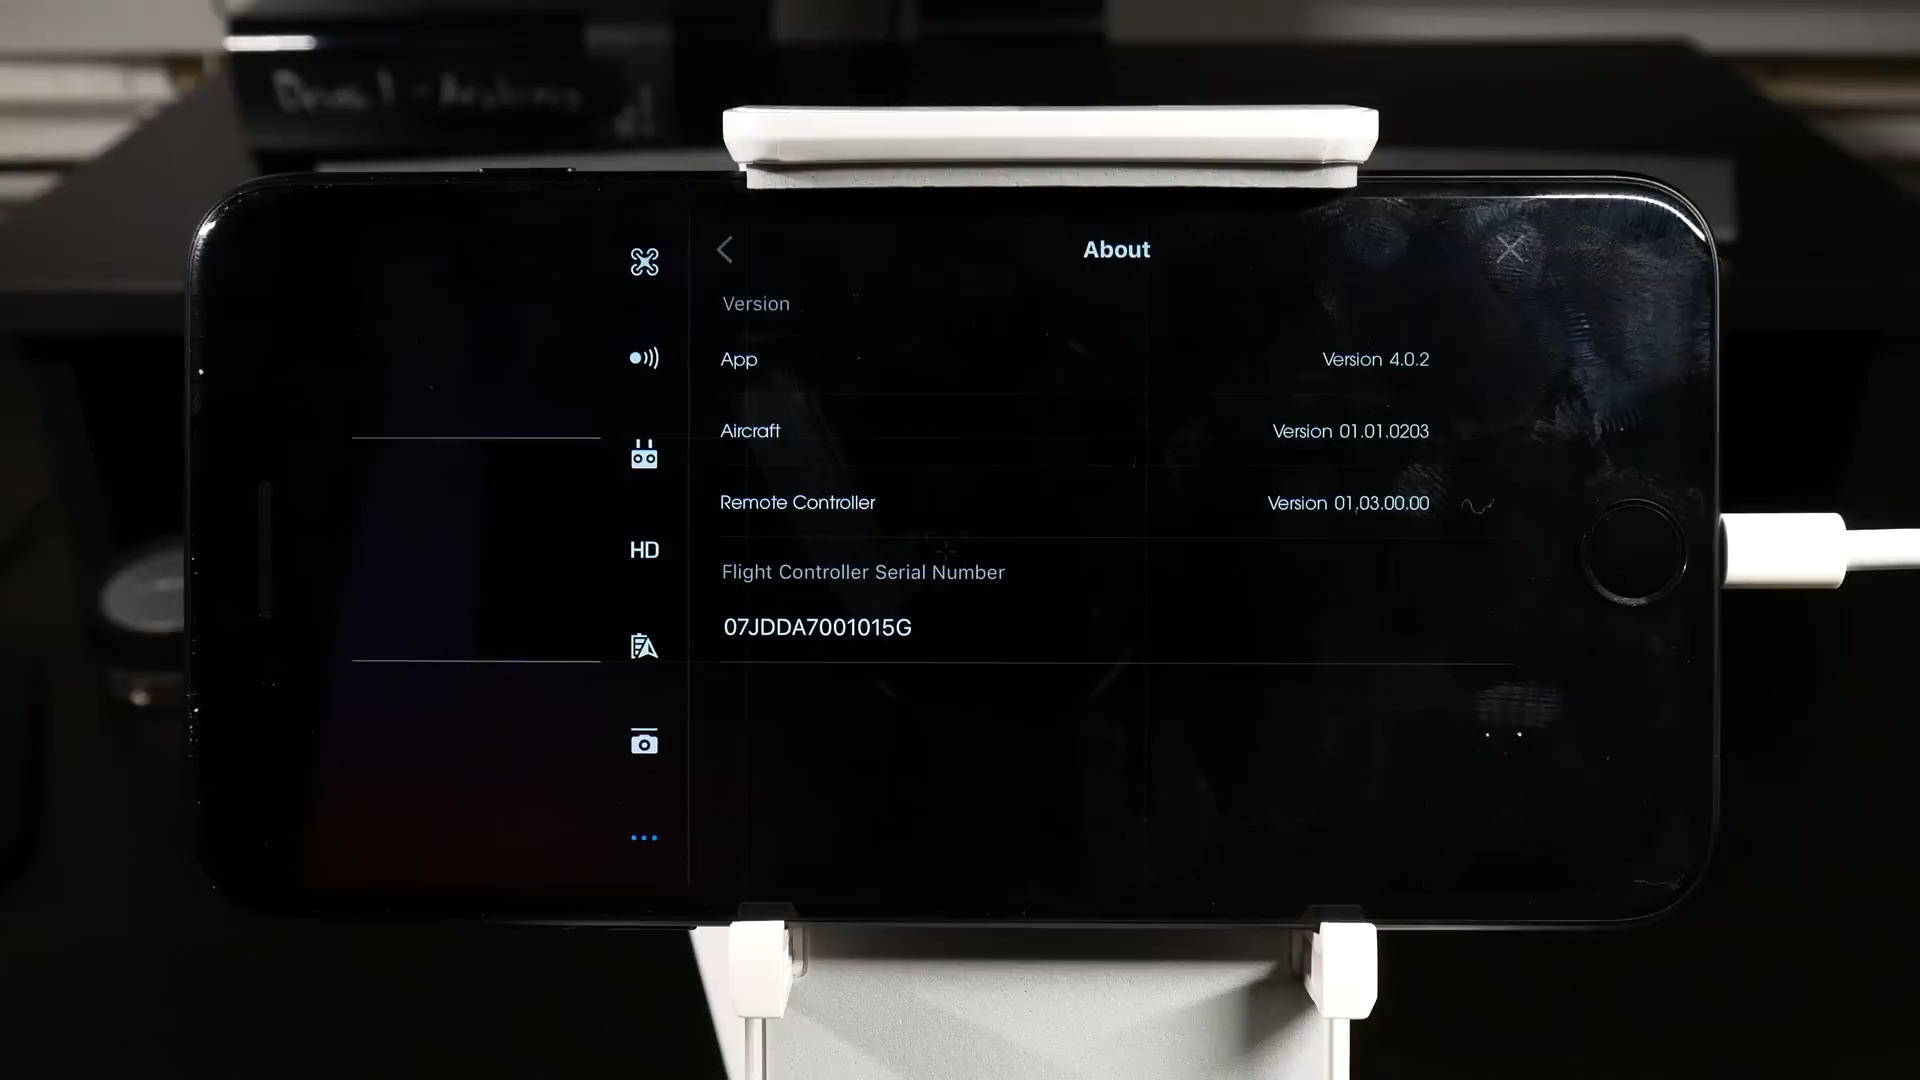 About
Version
App Version 4.0.2
Aircraft Version 01.01.0203
Remote Controller Version 01.03.00.00
HD
Flight Controller Serial Number
07JDDA7001015G